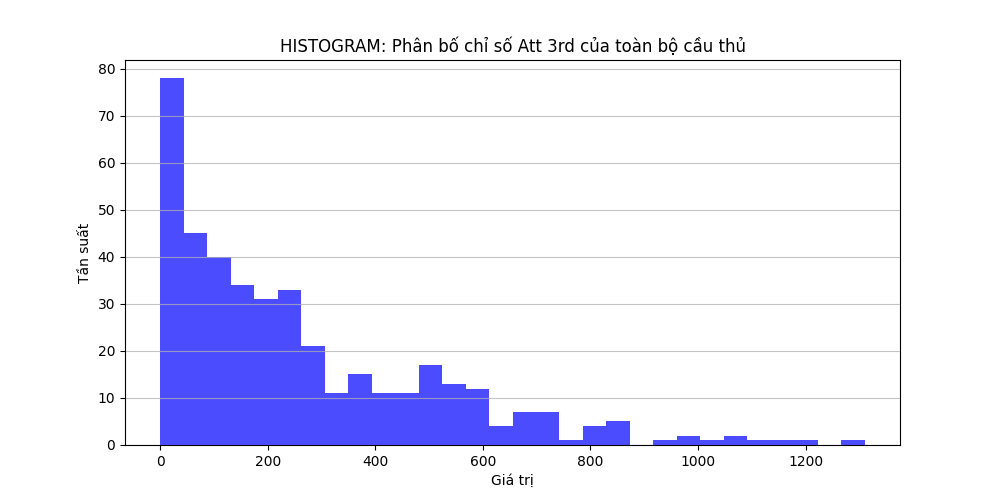 HISTOGRAM: Phân bố chỉ số Att 3rd của toàn bộ cầu thủ
80
70
60
50
40
30
20
10
0
Tần suất
0 200 400 600 800 1000 1200
Giá trị